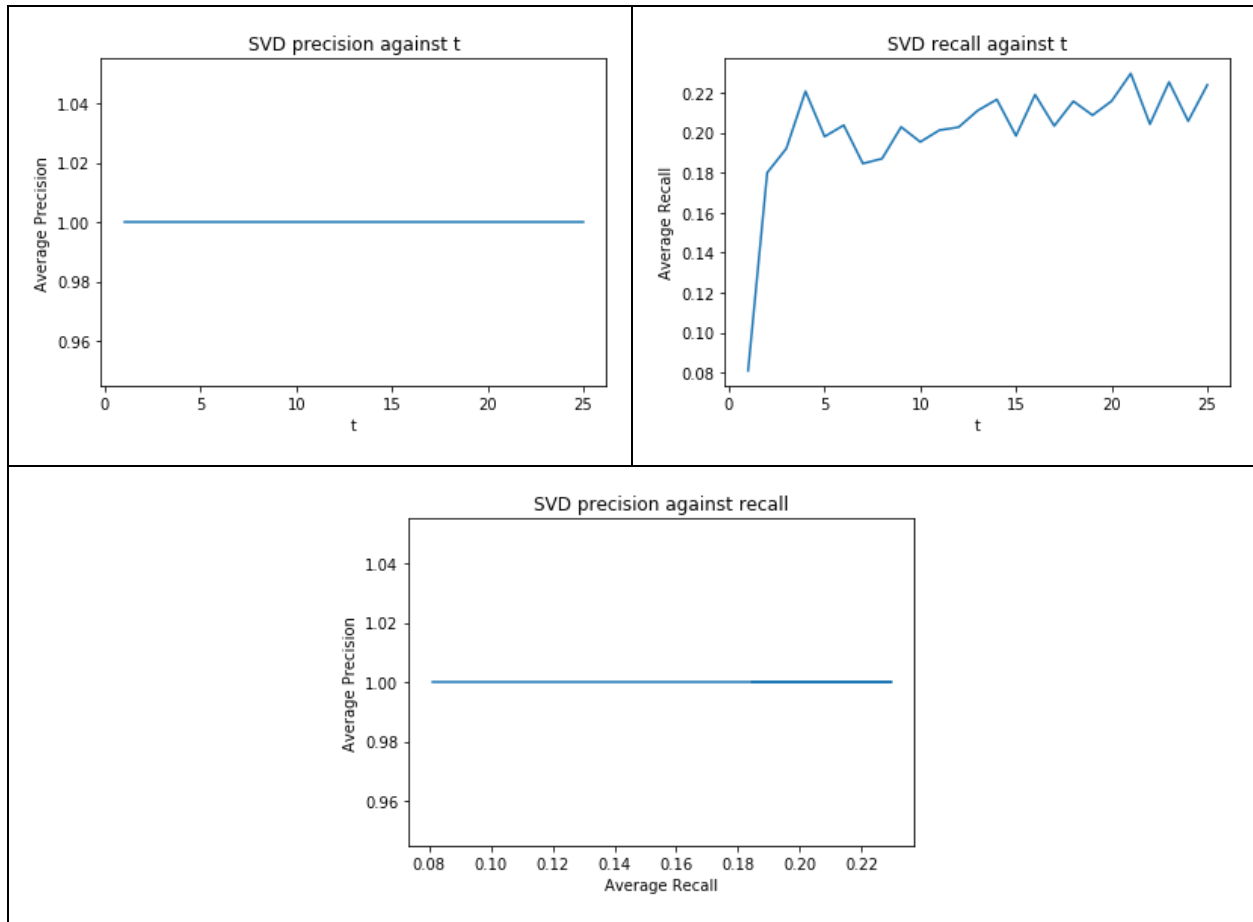 SVD precision against t
1.04
1.02
1.00
0.98
0.96
Average Precision
0 5 10 15 20 25
t
SVD recall against t
0.22
0.20
0.18
0.16
0.14
0.12
0.10
0.08
Average Recall
0 5 10 15 20 25
t
SVD precision against recall
1.04
1.02
1.00
0.98
0.96
Average Precision
0.08 0.10 0.12 0.14 0.16 0.18 0.20 0.22
Average Recall